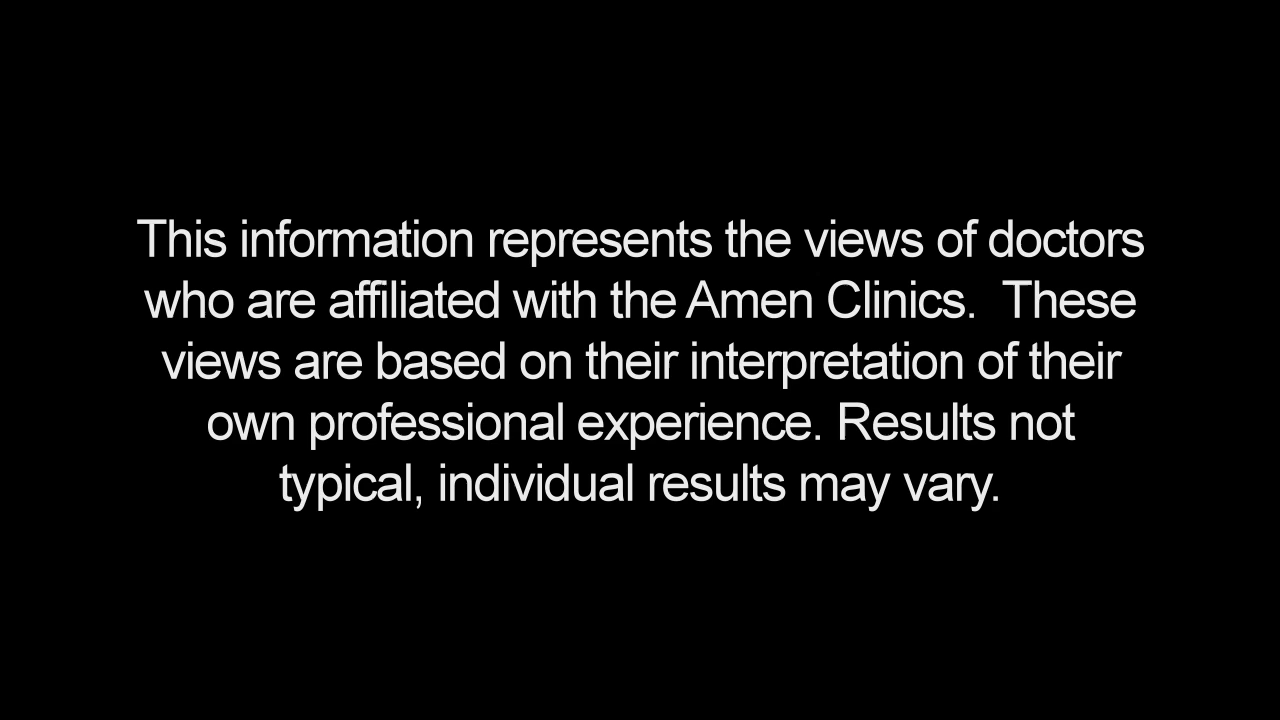 This information represents the views of doctors
who are affiliated with the Amen Clinics.  These
views are based on their interpretation of their
own professional experience. Results not
typical, individual results may vary.